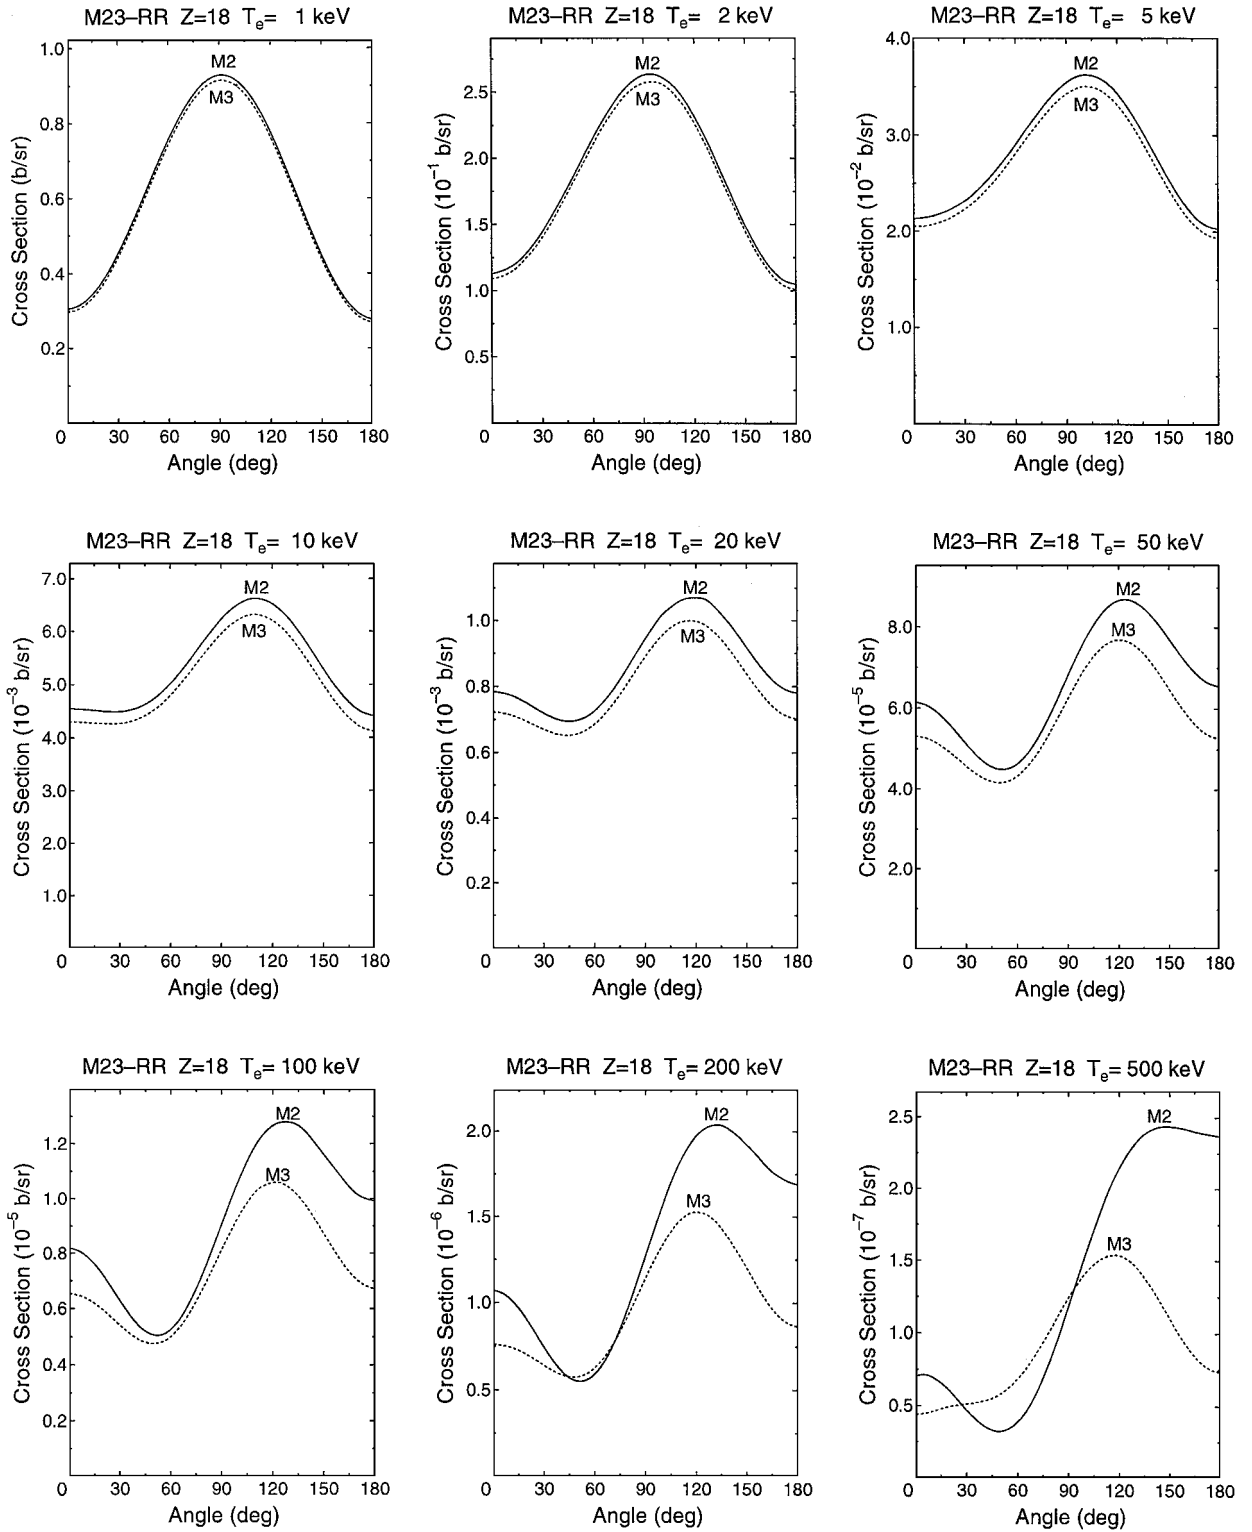 M23–RR Z=18 Te= 1 keV
Cross Section (b/sr)
1.0
0.8
0.6
0.4
0.2
M2
M3
0 30 60 90 120 150 180
Angle (deg)
M23–RR Z=18 Te= 2 keV
Cross Section (10−1 b/sr)
2.5
2.0
1.5
1.0
0.5
M2
M3
0 30 60 90 120 150 180
Angle (deg)
M23–RR Z=18 Te= 5 keV
Cross Section (10−2 b/sr)
4.0
3.0
2.0
1.0
M2
M3
0 30 60 90 120 150 180
Angle (deg)
M23–RR Z=18 Te= 10 keV
Cross Section (10−3 b/sr)
7.0
6.0
5.0
4.0
3.0
2.0
1.0
M2
M3
0 30 60 90 120 150 180
Angle (deg)
M23–RR Z=18 Te= 20 keV
Cross Section (10−3 b/sr)
1.0
0.8
0.6
0.4
0.2
M2
M3
0 30 60 90 120 150 180
Angle (deg)
M23–RR Z=18 Te= 50 keV
Cross Section (10−5 b/sr)
8.0
6.0
4.0
2.0
M2
M3
0 30 60 90 120 150 180
Angle (deg)
M23–RR Z=18 Te= 100 keV
Cross Section (10−5 b/sr)
1.2
1.0
0.8
0.6
0.4
0.2
M2
M3
0 30 60 90 120 150 180
Angle (deg)
M23–RR Z=18 Te= 200 keV
Cross Section (10−6 b/sr)
2.0
1.5
1.0
0.5
M2
M3
0 30 60 90 120 150 180
Angle (deg)
M23–RR Z=18 Te= 500 keV
Cross Section (10−7 b/sr)
2.5
2.0
1.5
1.0
0.5
M2
M3
0 30 60 90 120 150 180
Angle (deg)